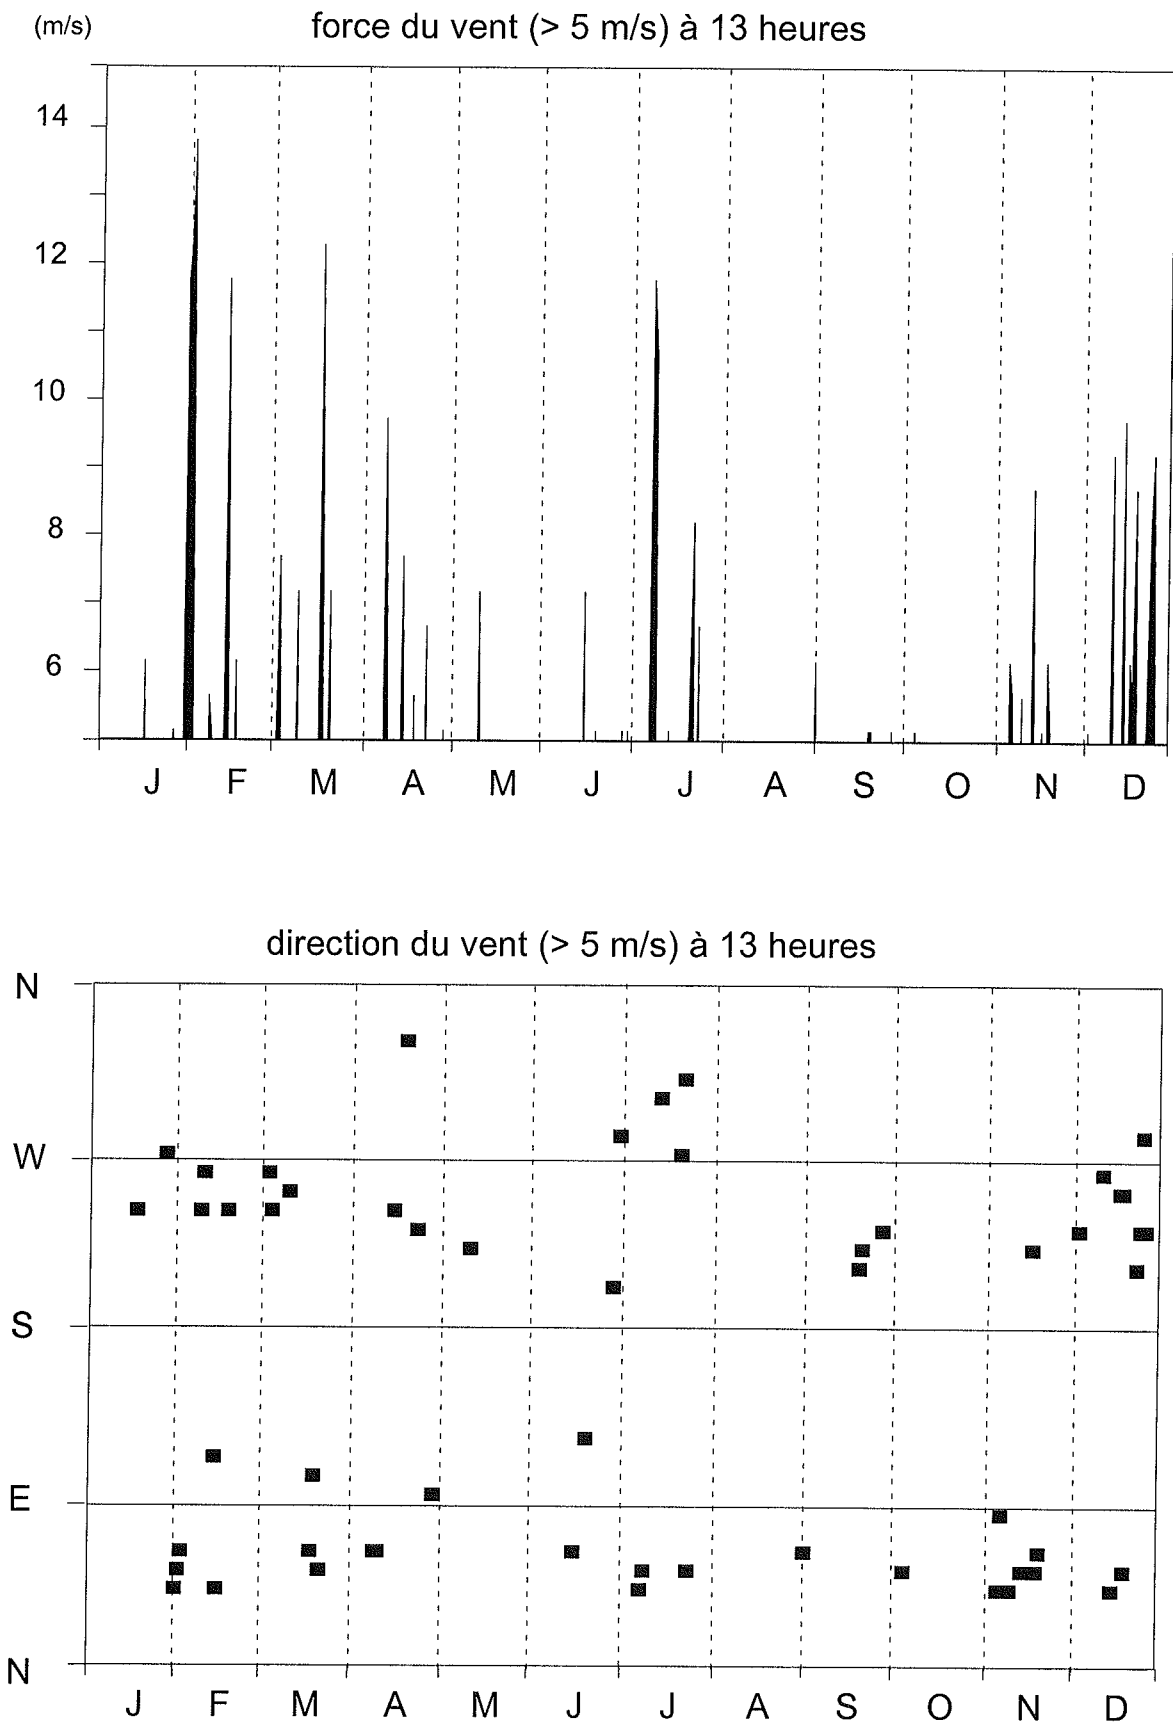 (m/s)
force du vent (> 5 m/s) à 13 heures
14
12
10
8
6
J F M A M J J A S O N D
direction du vent (> 5 m/s) à 13 heures
N
W
S
E
N
J F M A M J J A S O N D